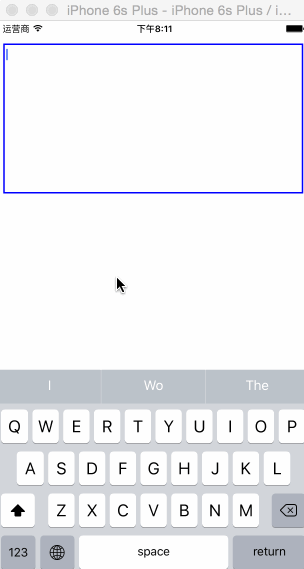 iPhone 6s Plus - iPhone 6s Plus / i...
运营商 下午8:11
I Wo The
Q W E R T Y U I O P
A S D F G H J K L
Z X C V B N M
123 space return